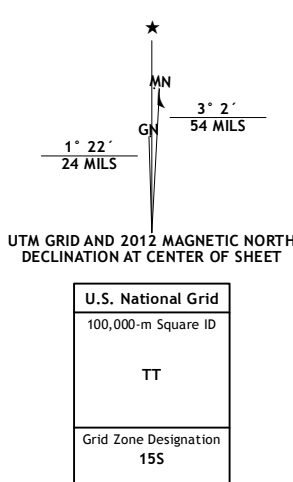 ★
MN
3° 2´
54 MILS
GN
1° 22´
24 MILS
UTM GRID AND 2012 MAGNETIC NORTH
DECLINATION AT CENTER OF SHEET
U.S. National Grid
100,000-m Square ID
TT
Grid Zone Designation
15S